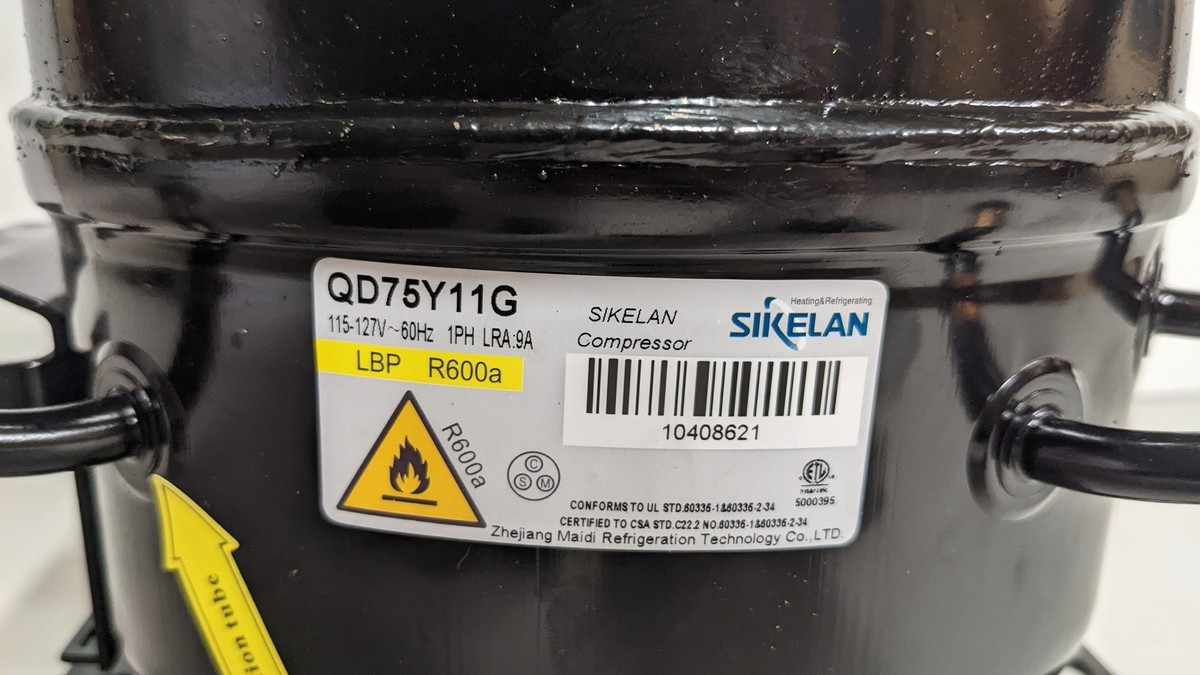 QD75Y11G
115-127V~60Hz 1PH LRA:9A
LBP R600a
R600a
SIKELAN
Compressor
Heating&Refrigerating
SIKELAN
10408621
C
S M
ETL
5000395
CONFORMS TO UL STD.60335-1&60335-2-34
CERTIFIED TO CSA STD.C22.2 NO.60335-1&60335-2-34
Zhejiang Maidi Refrigeration Technology Co.,LTD.
tube